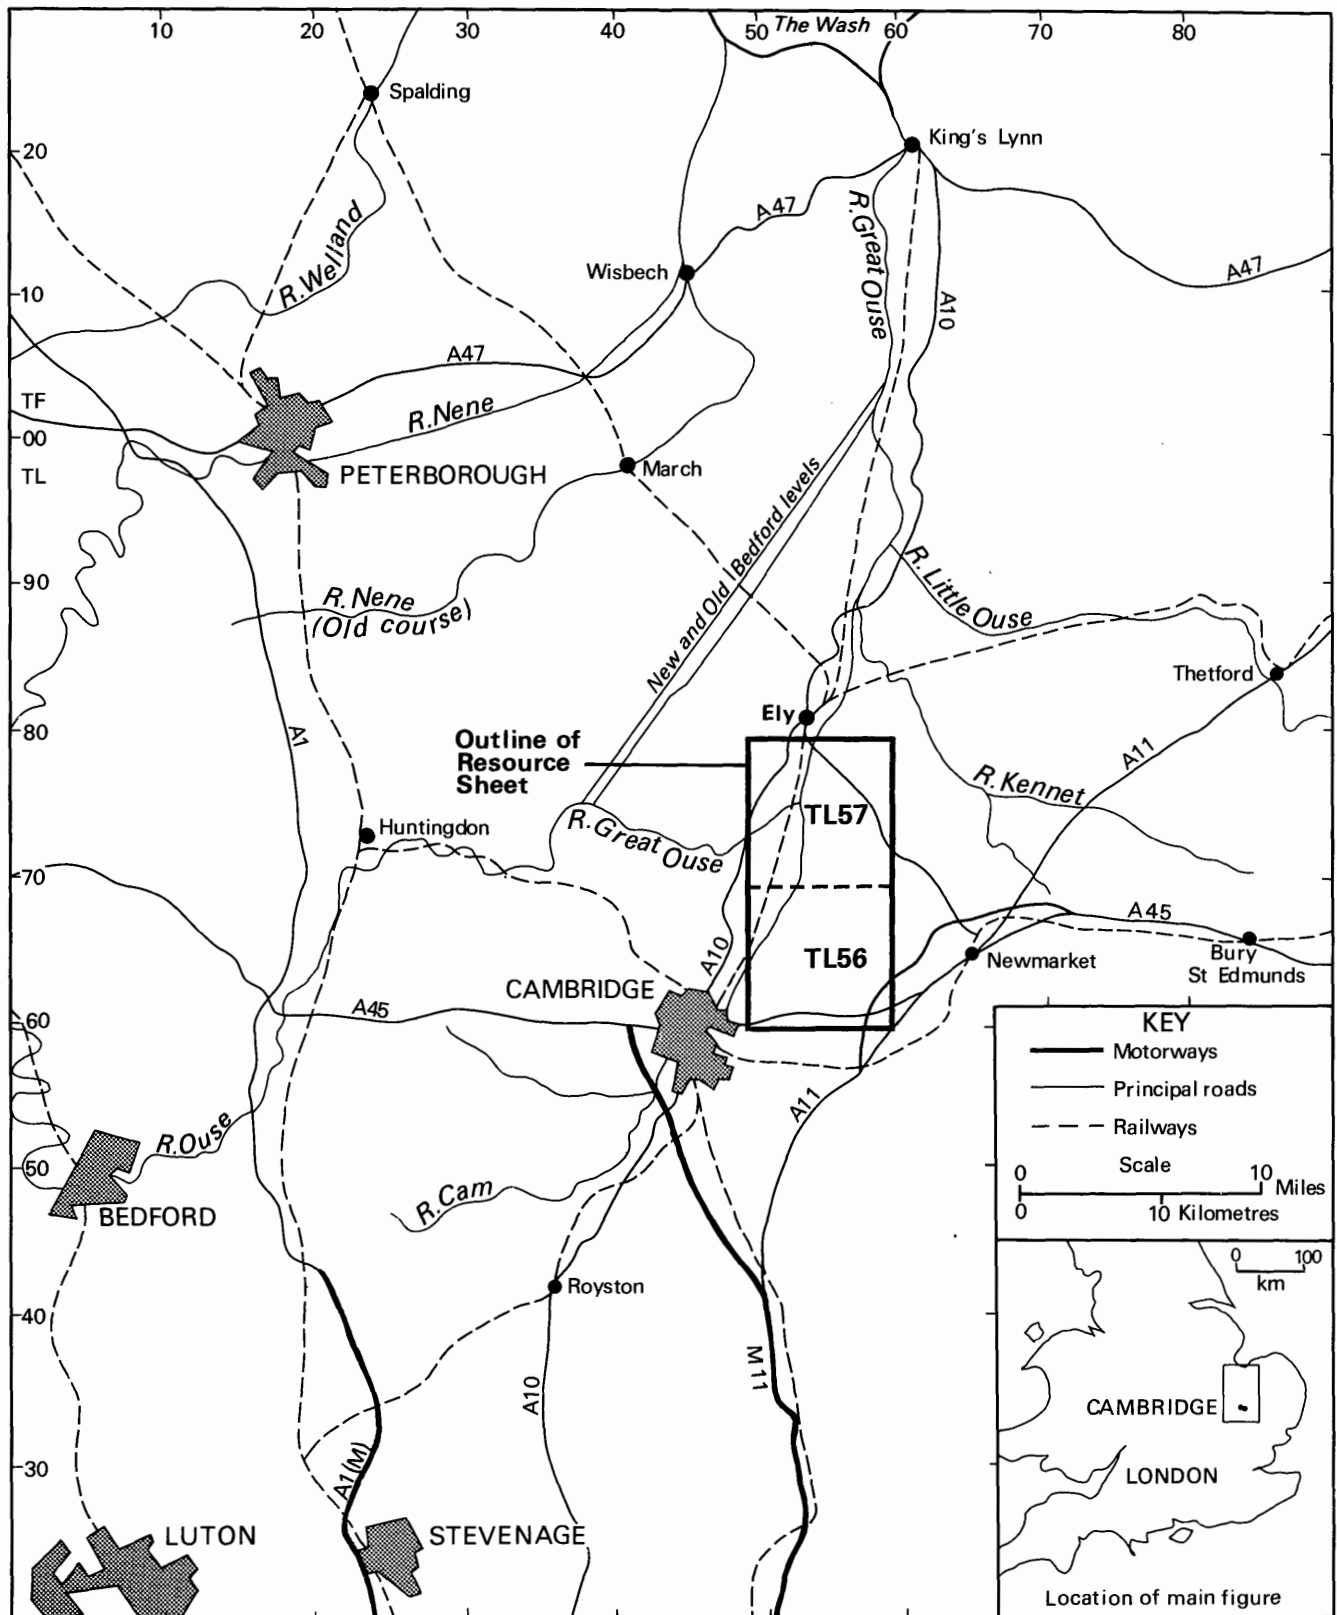 10
20
30
40
50
The Wash
60
70
80
Spalding
King's Lynn
20
A47
R.Great Ouse
R.Welland
Wisbech
A47
10
A10
A47
TF
R.Nene
00
TL
PETERBOROUGH
March
New and Old Bedford levels
90
R.Nene
(Old course)
R.Little Ouse
Thetford
Ely
80
A1
Outline of
Resource
Sheet
A11
R.Kennet
TL57
Huntingdon
R.Great Ouse
70
A45
A10
TL56
Newmarket
Bury
St Edmunds
CAMBRIDGE
60
A45
KEY
Motorways
Principal roads
Railways
Scale
0
10
Miles
0
10 Kilometres
A11
R.Ouse
50
R.Cam
BEDFORD
0
100
km
Royston
40
M11
A10
CAMBRIDGE
30
A1(M)
LONDON
LUTON
STEVENAGE
Location of main figure